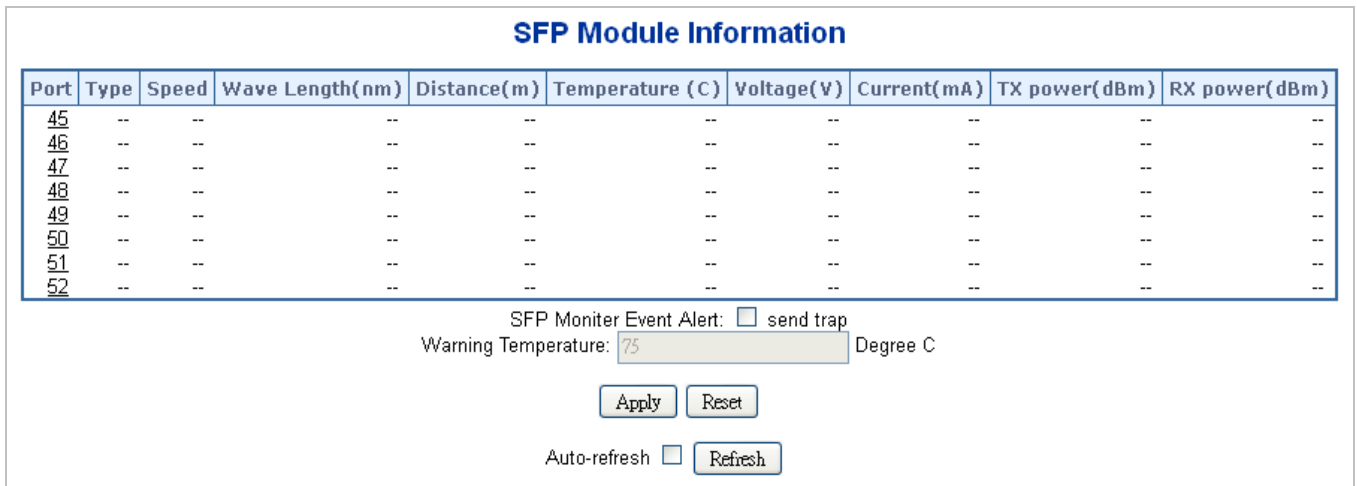 SFP Module Information
Port Type Speed Wave Length(nm) Distance(m) Temperature (C) Voltage(V) Current(mA) TX power(dBm) RX power(dBm)
45 -- -- -- -- -- -- -- -- --
46 -- -- -- -- -- -- -- -- --
47 -- -- -- -- -- -- -- -- --
48 -- -- -- -- -- -- -- -- --
49 -- -- -- -- -- -- -- -- --
50 -- -- -- -- -- -- -- -- --
51 -- -- -- -- -- -- -- -- --
52 -- -- -- -- -- -- -- -- --
SFP Moniter Event Alert: send trap
Warning Temperature: 75 Degree C
Apply Reset
Auto-refresh Refresh